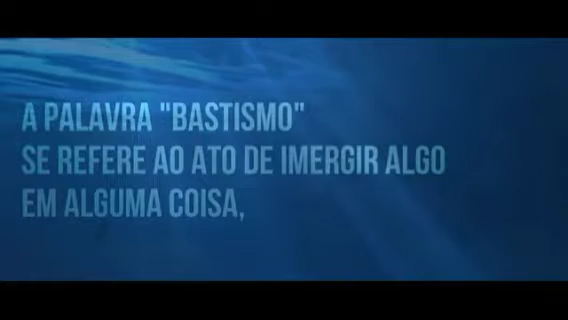 A PALAVRA "BASTISMO"
SE REFERE AO ATO DE IMERGIR ALGO
EM ALGUMA COISA,